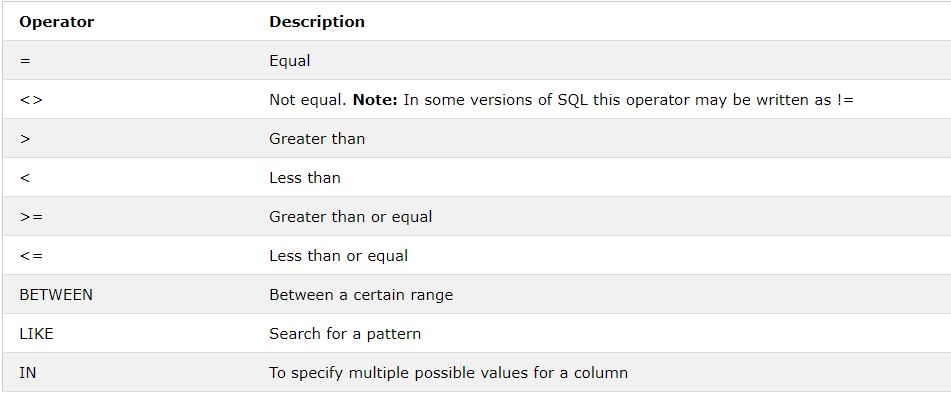 Operator Description
= Equal
<> Not equal. Note: In some versions of SQL this operator may be written as !=
> Greater than
< Less than
>= Greater than or equal
<= Less than or equal
BETWEEN Between a certain range
LIKE Search for a pattern
IN To specify multiple possible values for a column